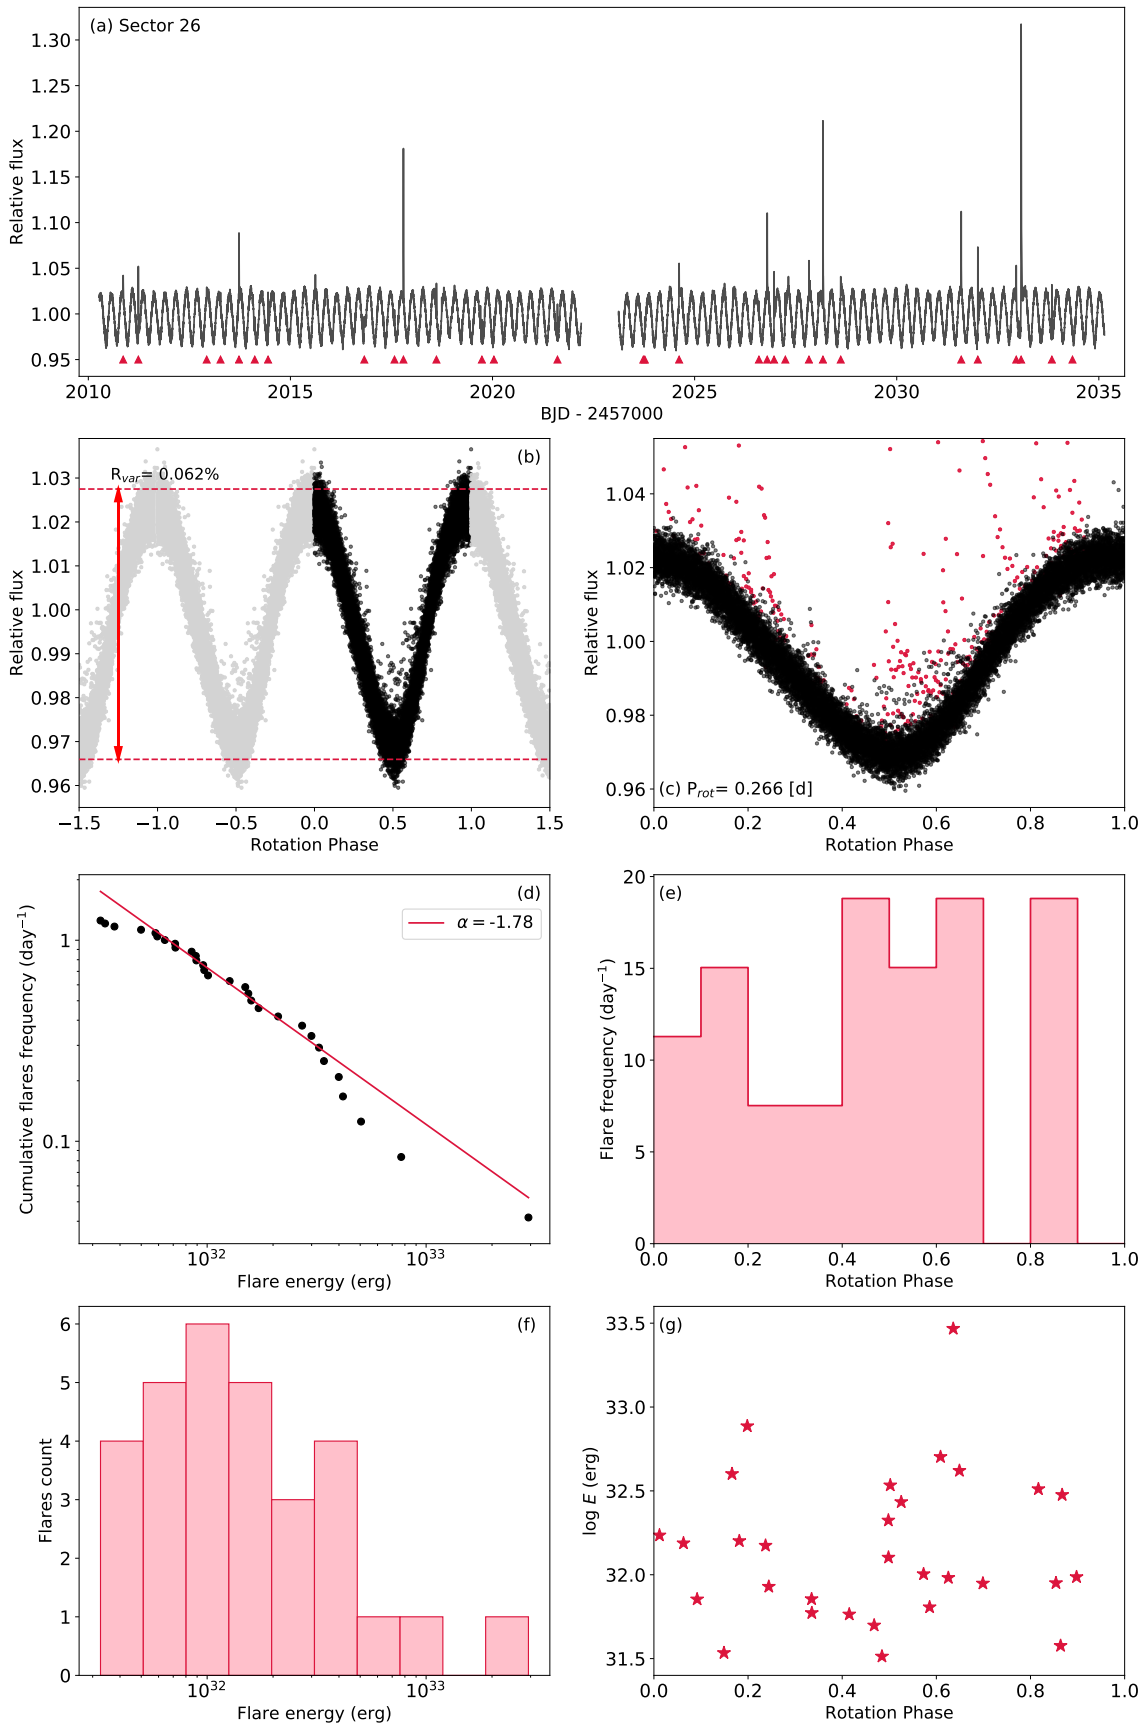 (a) Sector 26
1.30
1.25
1.20
1.15
1.10
1.05
1.00
0.95
Relative flux
2010 2015 2020 2025 2030 2035
BJD - 2457000
(b)
R_var= 0.062%
1.03
1.02
1.01
1.00
0.99
0.98
0.97
0.96
Relative flux
−1.5 −1.0 −0.5 0.0 0.5 1.0 1.5
Rotation Phase
1.04
1.02
1.00
0.98
0.96
Relative flux
(c) P_rot= 0.266 [d]
0.0 0.2 0.4 0.6 0.8 1.0
Rotation Phase
(d)
α = -1.78
1
0.1
Cumulative flares frequency (day⁻¹)
10³² 10³³
Flare energy (erg)
(e)
20
15
10
5
0
Flare frequency (day⁻¹)
0.0 0.2 0.4 0.6 0.8 1.0
Rotation Phase
(f)
6
5
4
3
2
1
0
Flares count
10³² 10³³
Flare energy (erg)
(g)
33.5
33.0
32.5
32.0
31.5
log E (erg)
0.0 0.2 0.4 0.6 0.8 1.0
Rotation Phase